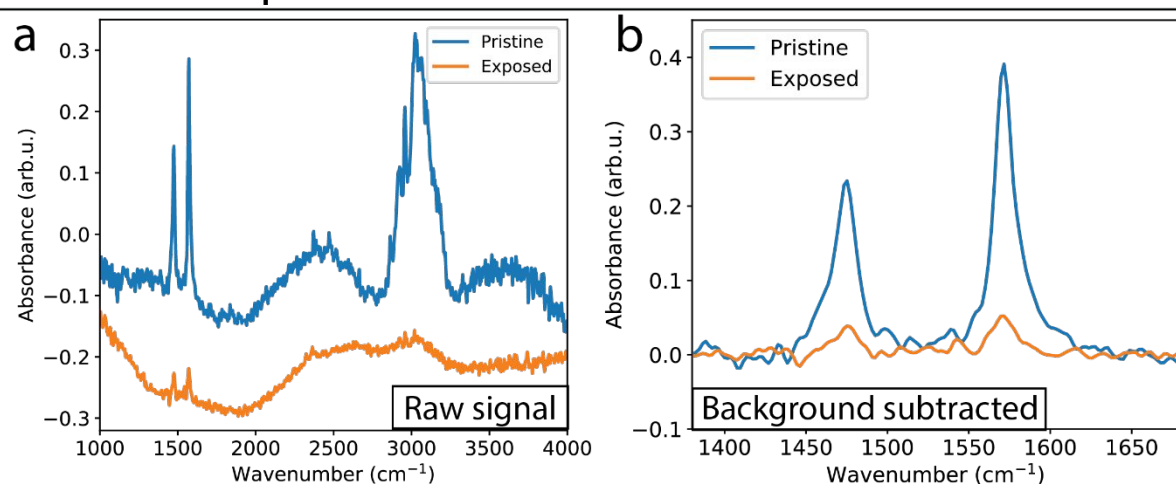 a
0.3
0.2
0.1
0.0
−0.1
−0.2
−0.3
Absorbance (arb.u.)
Pristine
Exposed
Raw signal
1000 1500 2000 2500 3000 3500 4000
Wavenumber (cm⁻¹)
b
0.4
0.3
0.2
0.1
0.0
−0.1
Absorbance (arb.u.)
Pristine
Exposed
Background subtracted
1400 1450 1500 1550 1600 1650
Wavenumber (cm⁻¹)